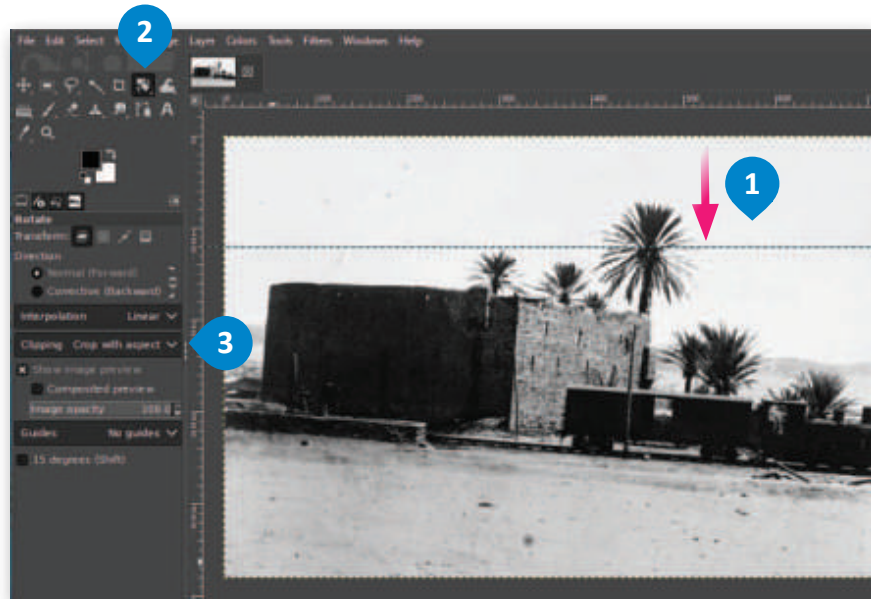 2
File Edit Select Layer Colors Tools Filters Windows Help
1
Rotate
Transform:
Direction
Normal (Forward)
Corrective (Backward)
Interpolation Linear
Clipping Crop with aspect
3
Show image preview
Composited preview
Image opacity
Guides No guides
15 degrees (Shift)